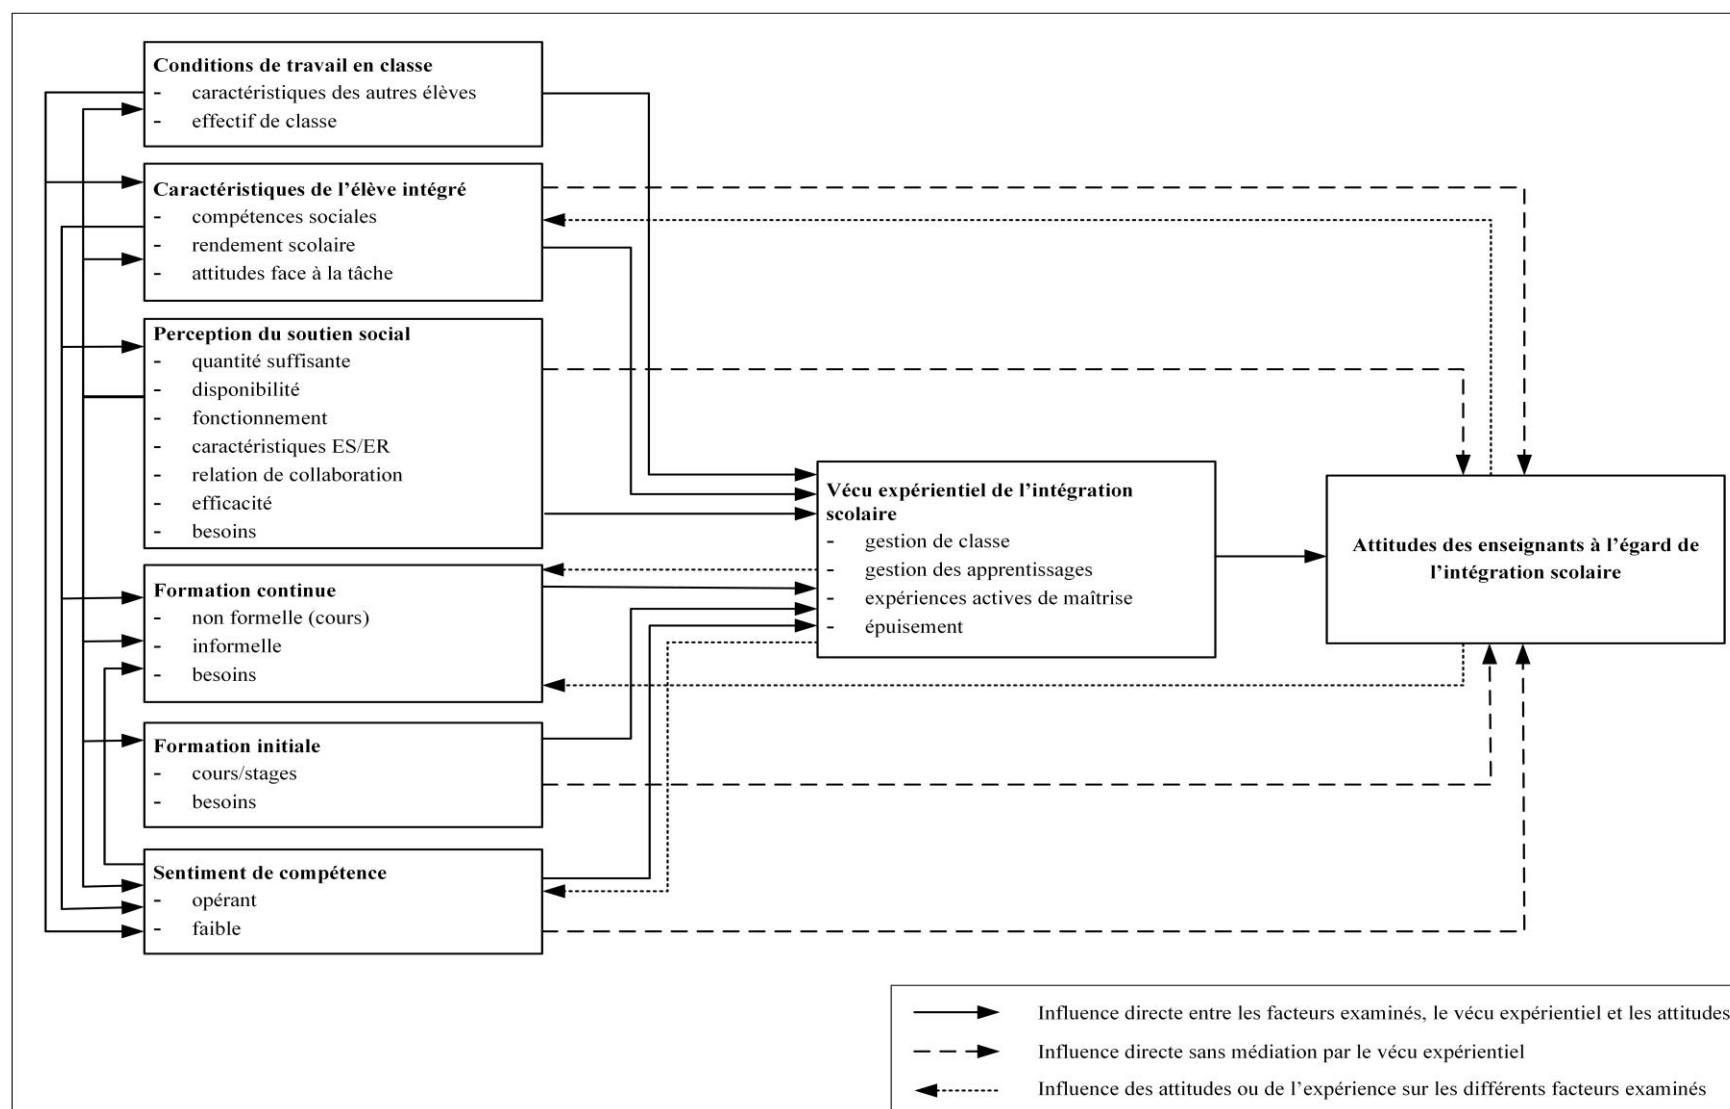 Conditions de travail en classe
- caractéristiques des autres élèves
- effectif de classe
Caractéristiques de l’élève intégré
- compétences sociales
- rendement scolaire
- attitudes face à la tâche
Perception du soutien social
- quantité suffisante
- disponibilité
- fonctionnement
- caractéristiques ES/ER
- relation de collaboration
- efficacité
- besoins
Formation continue
- non formelle (cours)
- informelle
- besoins
Formation initiale
- cours/stages
- besoins
Sentiment de compétence
- opérant
- faible
Vécu expérientiel de l’intégration
scolaire
- gestion de classe
- gestion des apprentissages
- expériences actives de maîtrise
- épuisement
Attitudes des enseignants à l’égard de
l’intégration scolaire
Influence directe entre les facteurs examinés, le vécu expérientiel et les attitudes
Influence directe sans médiation par le vécu expérientiel
Influence des attitudes ou de l’expérience sur les différents facteurs examinés